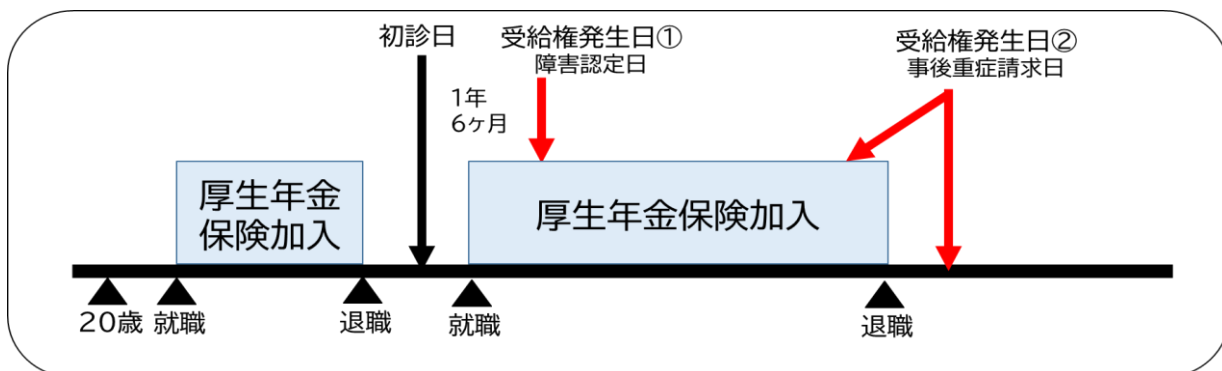 初診日
受給権発生日①
障害認定日
受給権発生日②
事後重症請求日
1年
6ヶ月
厚生年金
保険加入
厚生年金保険加入
20歳
就職
退職
就職
退職